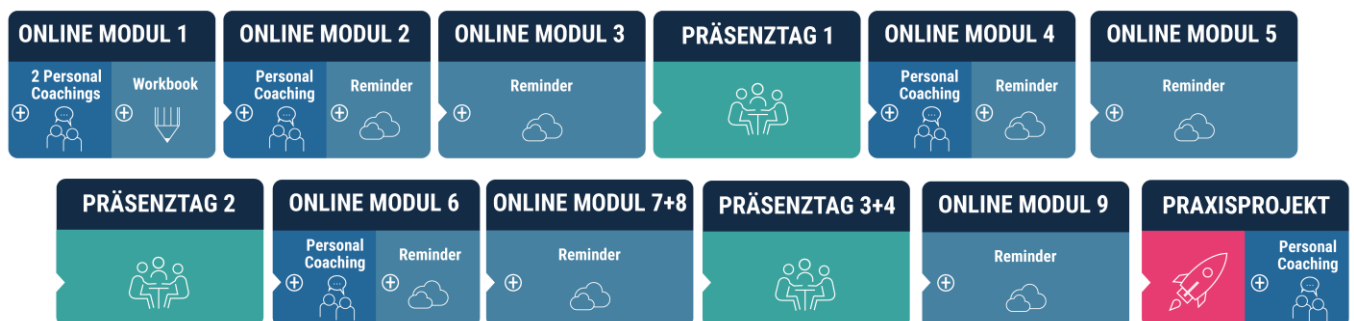 ONLINE MODUL 1
2 Personal
Coachings
Workbook
ONLINE MODUL 2
Personal
Coaching
Reminder
ONLINE MODUL 3
Reminder
PRÄSENZTAG 1
ONLINE MODUL 4
Personal
Coaching
Reminder
ONLINE MODUL 5
Reminder
PRÄSENZTAG 2
ONLINE MODUL 6
Personal
Coaching
Reminder
ONLINE MODUL 7+8
Reminder
PRÄSENZTAG 3+4
ONLINE MODUL 9
Reminder
PRAXISPROJEKT
Personal
Coaching